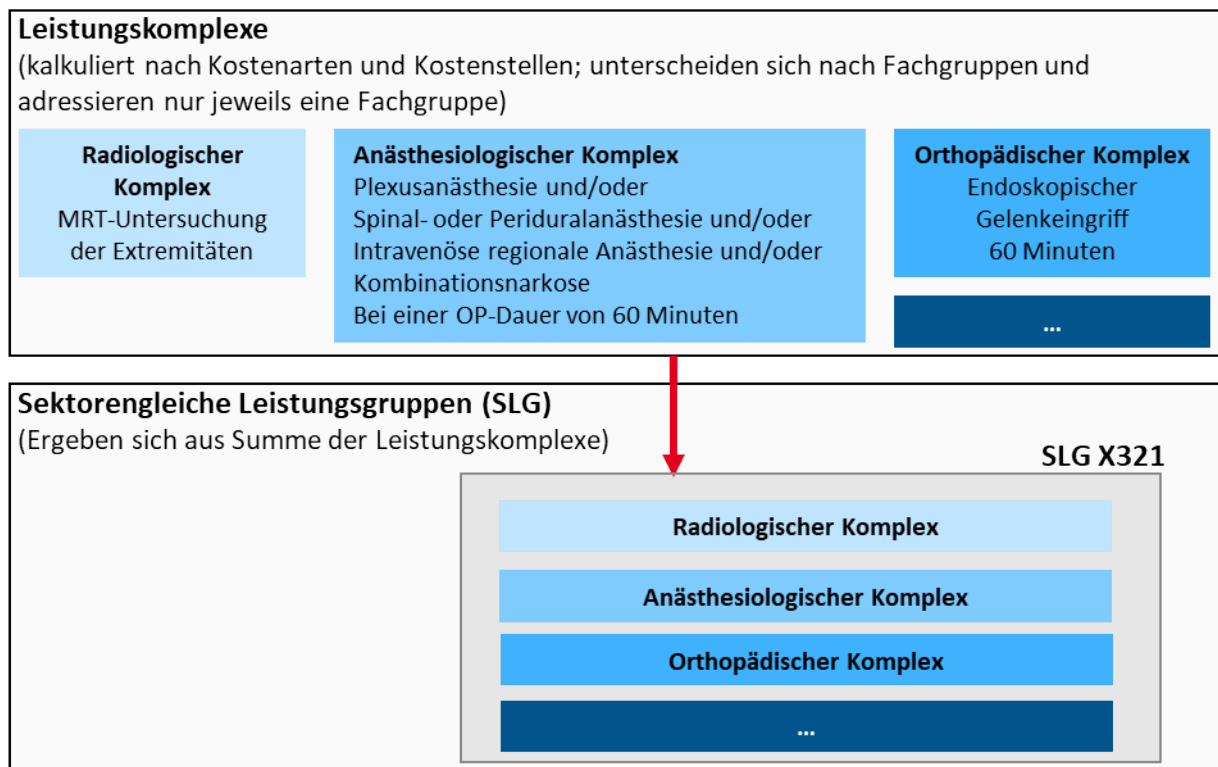 Leistungskomplexe
(kalkuliert nach Kostenarten und Kostenstellen; unterscheiden sich nach Fachgruppen und
adressieren nur jeweils eine Fachgruppe)
Radiologischer
Komplex
MRT-Untersuchung
der Extremitäten
Anästhesiologischer Komplex
Plexusanästhesie und/oder
Spinal- oder Periduralanästhesie und/oder
Intravenöse regionale Anästhesie und/oder
Kombinationsnarkose
Bei einer OP-Dauer von 60 Minuten
Orthopädischer Komplex
Endoskopischer
Gelenkeingriff
60 Minuten
...
Sektorengleiche Leistungsgruppen (SLG)
(Ergeben sich aus Summe der Leistungskomplexe)
SLG X321
Radiologischer Komplex
Anästhesiologischer Komplex
Orthopädischer Komplex
...